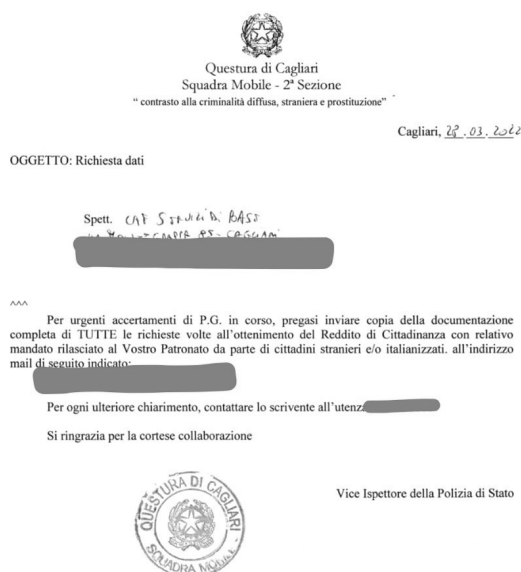 Questura di Cagliari
Squadra Mobile - 2ª Sezione
“ contrasto alla criminalità diffusa, straniera e prostituzione”
Cagliari, 28.03.2022
OGGETTO: Richiesta dati
Spett. CAF
CAGLIARI
^^^
Per urgenti accertamenti di P.G. in corso, pregasi inviare copia della documentazione
completa di TUTTE le richieste volte all'ottenimento del Reddito di Cittadinanza con relativo
mandato rilasciato al Vostro Patronato da parte di cittadini stranieri e/o italianizzati. all'indirizzo
mail di seguito indicato:
Per ogni ulteriore chiarimento, contattare lo scrivente all'utenz
Si ringrazia per la cortese collaborazione
Vice Ispettore della Polizia di Stato
QUESTURA DI CAGLIARI
SQUADRA MOBILE